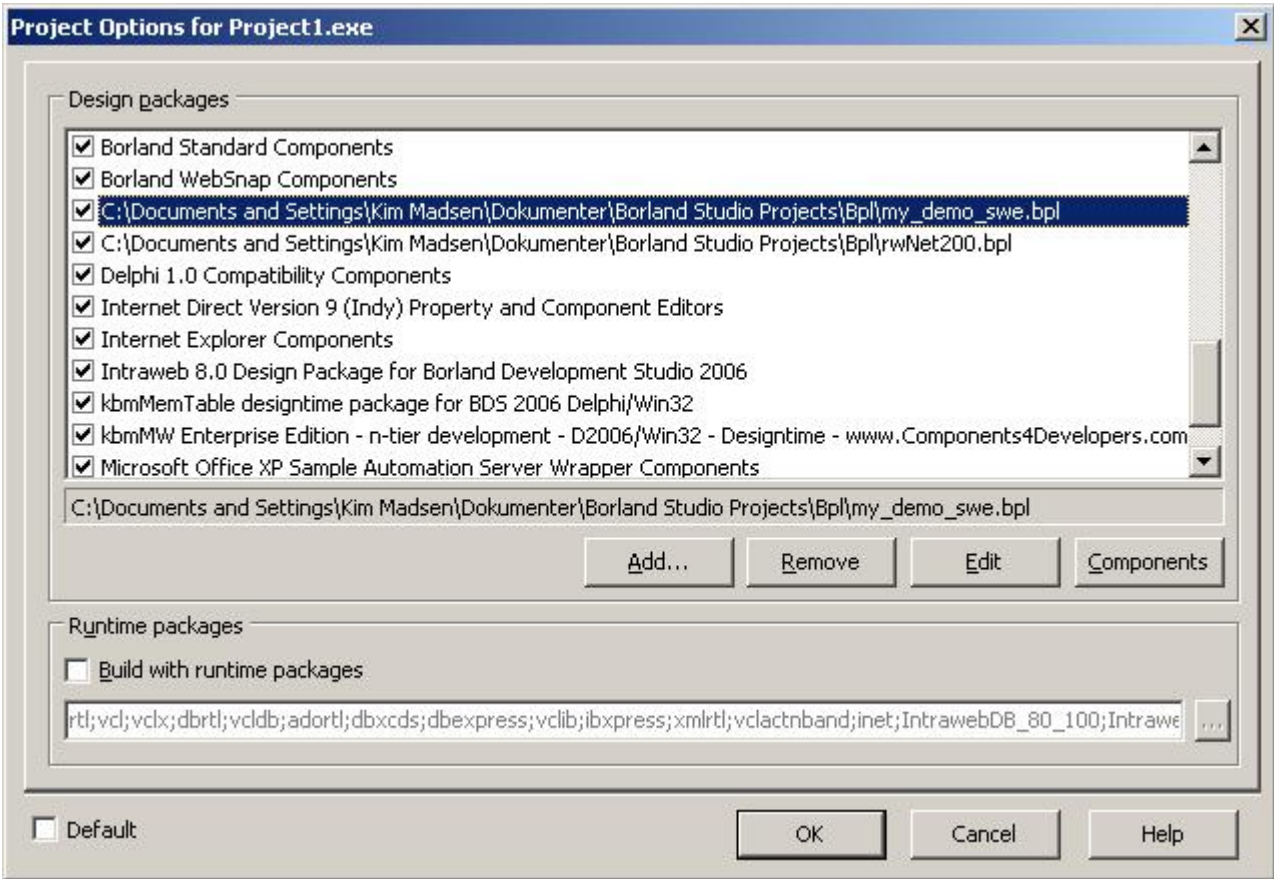 Project Options for Project1.exe
Design packages
Borland Standard Components
Borland WebSnap Components
C:\Documents and Settings\Kim Madsen\Dokumenter\Borland Studio Projects\Bpl\my_demo_swe.bpl
C:\Documents and Settings\Kim Madsen\Dokumenter\Borland Studio Projects\Bpl\rwNet200.bpl
Delphi 1.0 Compatibility Components
Internet Direct Version 9 (Indy) Property and Component Editors
Internet Explorer Components
Intraweb 8.0 Design Package for Borland Development Studio 2006
kbmMemTable designtime package for BDS 2006 Delphi/Win32
kbmMW Enterprise Edition - n-tier development - D2006/Win32 - Designtime - www.Components4Developers.com
Microsoft Office XP Sample Automation Server Wrapper Components
C:\Documents and Settings\Kim Madsen\Dokumenter\Borland Studio Projects\Bpl\my_demo_swe.bpl
Add... Remove Edit Components
Runtime packages
Build with runtime packages
rtl;vcl;vclx;dbrtl;vcldb;adortl;dbxcds;dbexpress;vclib;ibxpress;xmlrtl;vclactnband;inet;IntrawebDB_80_100;Intrawe ...
Default OK Cancel Help